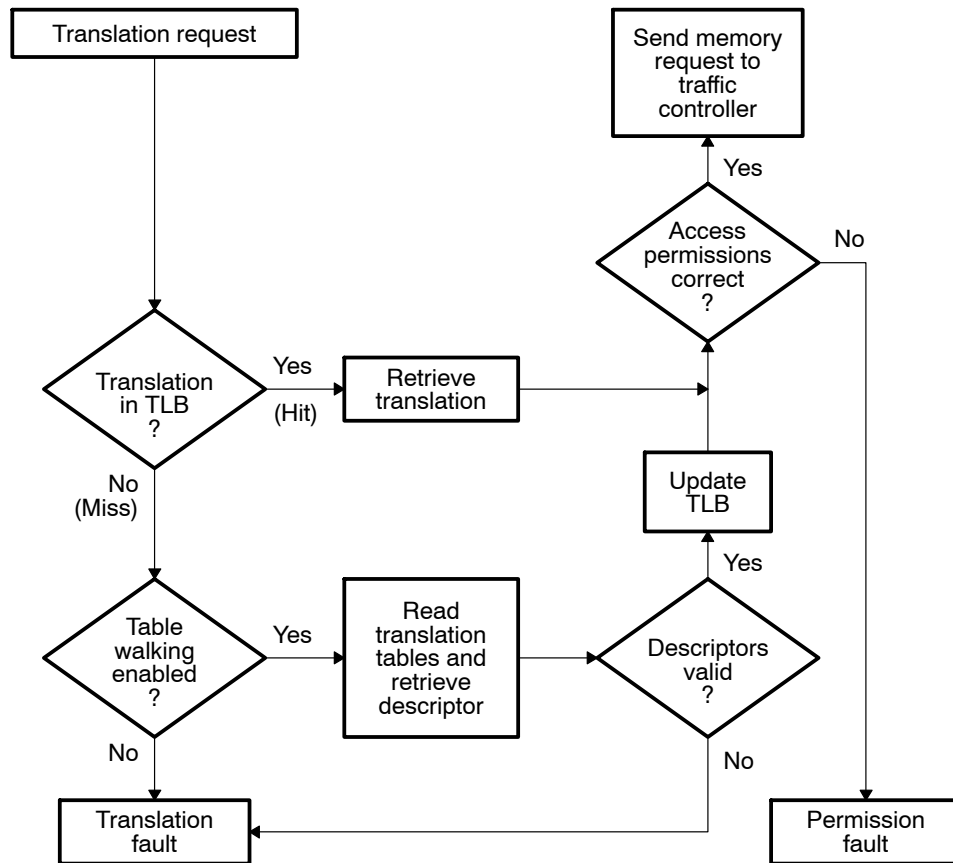 Translation request
Send memory
request to
traffic
controller
Yes
Access
permissions
correct
?
No
Translation
in TLB
?
Yes
(Hit)
Retrieve
translation
No
(Miss)
Update
TLB
Yes
Table
walking
enabled
?
Yes
Read
translation
tables and
retrieve
descriptor
Descriptors
valid
?
No
No
Translation
fault
Permission
fault